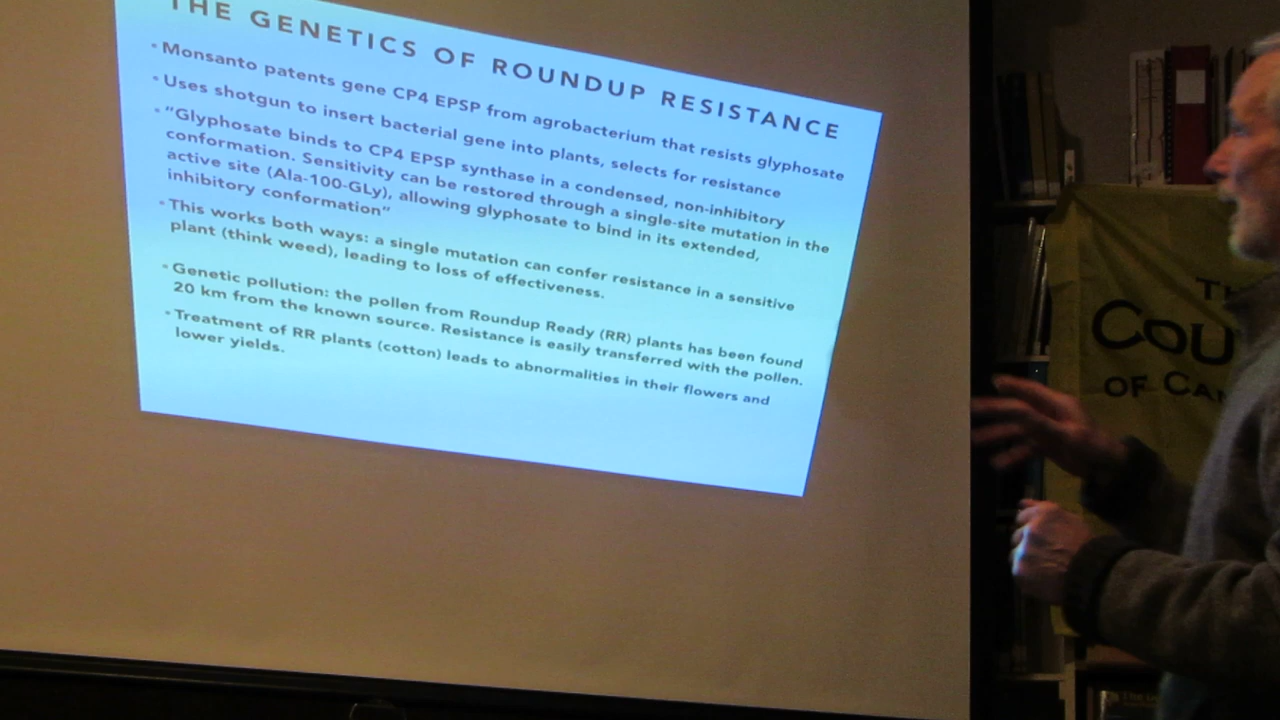 THE GENETICS OF ROUNDUP RESISTANCE
• Monsanto patents gene CP4 EPSP from agrobacterium that resists glyphosate
• Uses shotgun to insert bacterial gene into plants, selects for resistance
• "Glyphosate binds to CP4 EPSP synthase in a condensed, non-inhibitory
conformation. Sensitivity can be restored through a single-site mutation in the
active site (Ala-100-GLy), allowing glyphosate to bind in its extended,
inhibitory conformation"
• This works both ways: a single mutation can confer resistance in a sensitive
plant (think weed), leading to loss of effectiveness.
• Genetic pollution: the pollen from Roundup Ready (RR) plants has been found
20 km from the known source. Resistance is easily transferred with the pollen.
• Treatment of RR plants (cotton) leads to abnormalities in their flowers and
lower yields.
TH
COU
OF CAN